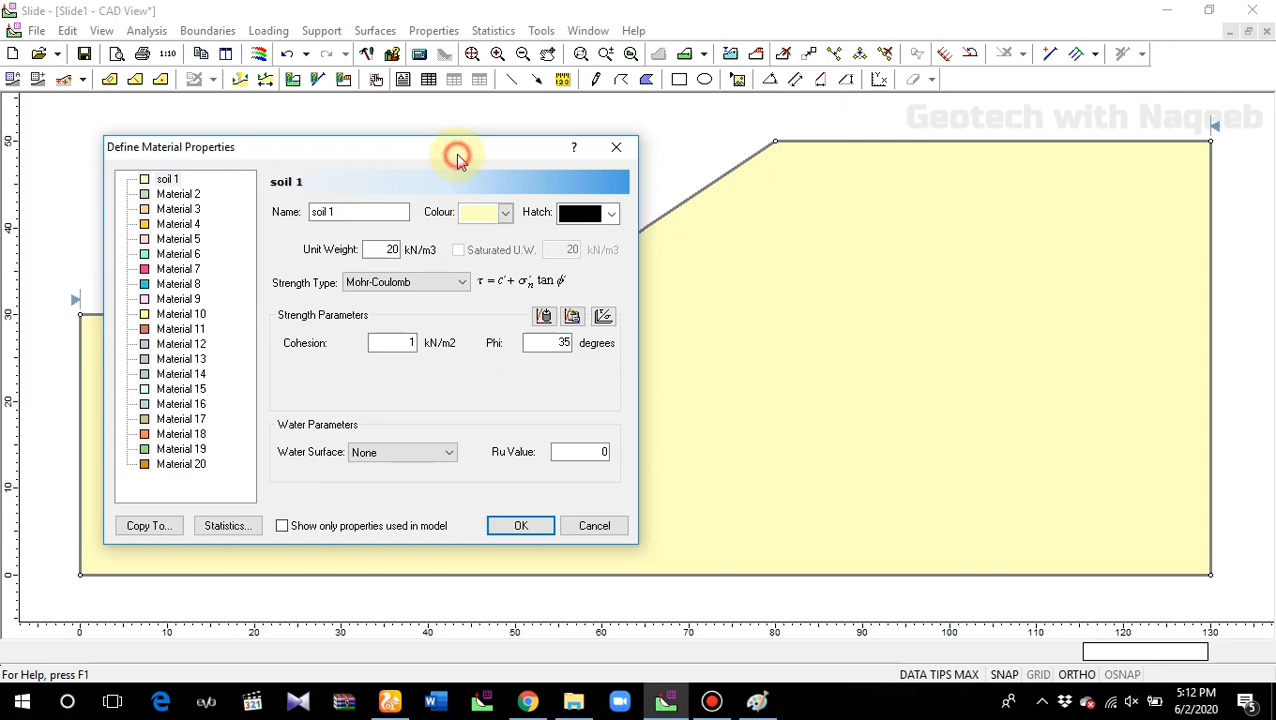 Slide - [Slide1 - CAD View*]
File Edit View Analysis Boundaries Loading Support Surfaces Properties Statistics Tools Window Help
1:10
Geotech with Naqeeb
Define Material Properties
?
soil 1
Material 2
Material 3
Material 4
Material 5
Material 6
Material 7
Material 8
Material 9
Material 10
Material 11
Material 12
Material 13
Material 14
Material 15
Material 16
Material 17
Material 18
Material 19
Material 20
soil 1
Name: soil 1 Colour: Hatch:
Unit Weight: 20 kN/m3 Saturated U.W. 20 kN/m3
Strength Type: Mohr-Coulomb τ = c' + σ'n tan ϕ'
Strength Parameters
Cohesion: 1 kN/m2 Phi: 35 degrees
Water Parameters
Water Surface: None Ru Value: 0
Copy To... Statistics... Show only properties used in model OK Cancel
50
40
30
20
10
0
0 10 20 30 40 50 60 70 80 90 100 110 120 130
For Help, press F1
DATA TIPS MAX SNAP GRID ORTHO OSNAP
321
5:12 PM
6/2/2020
5